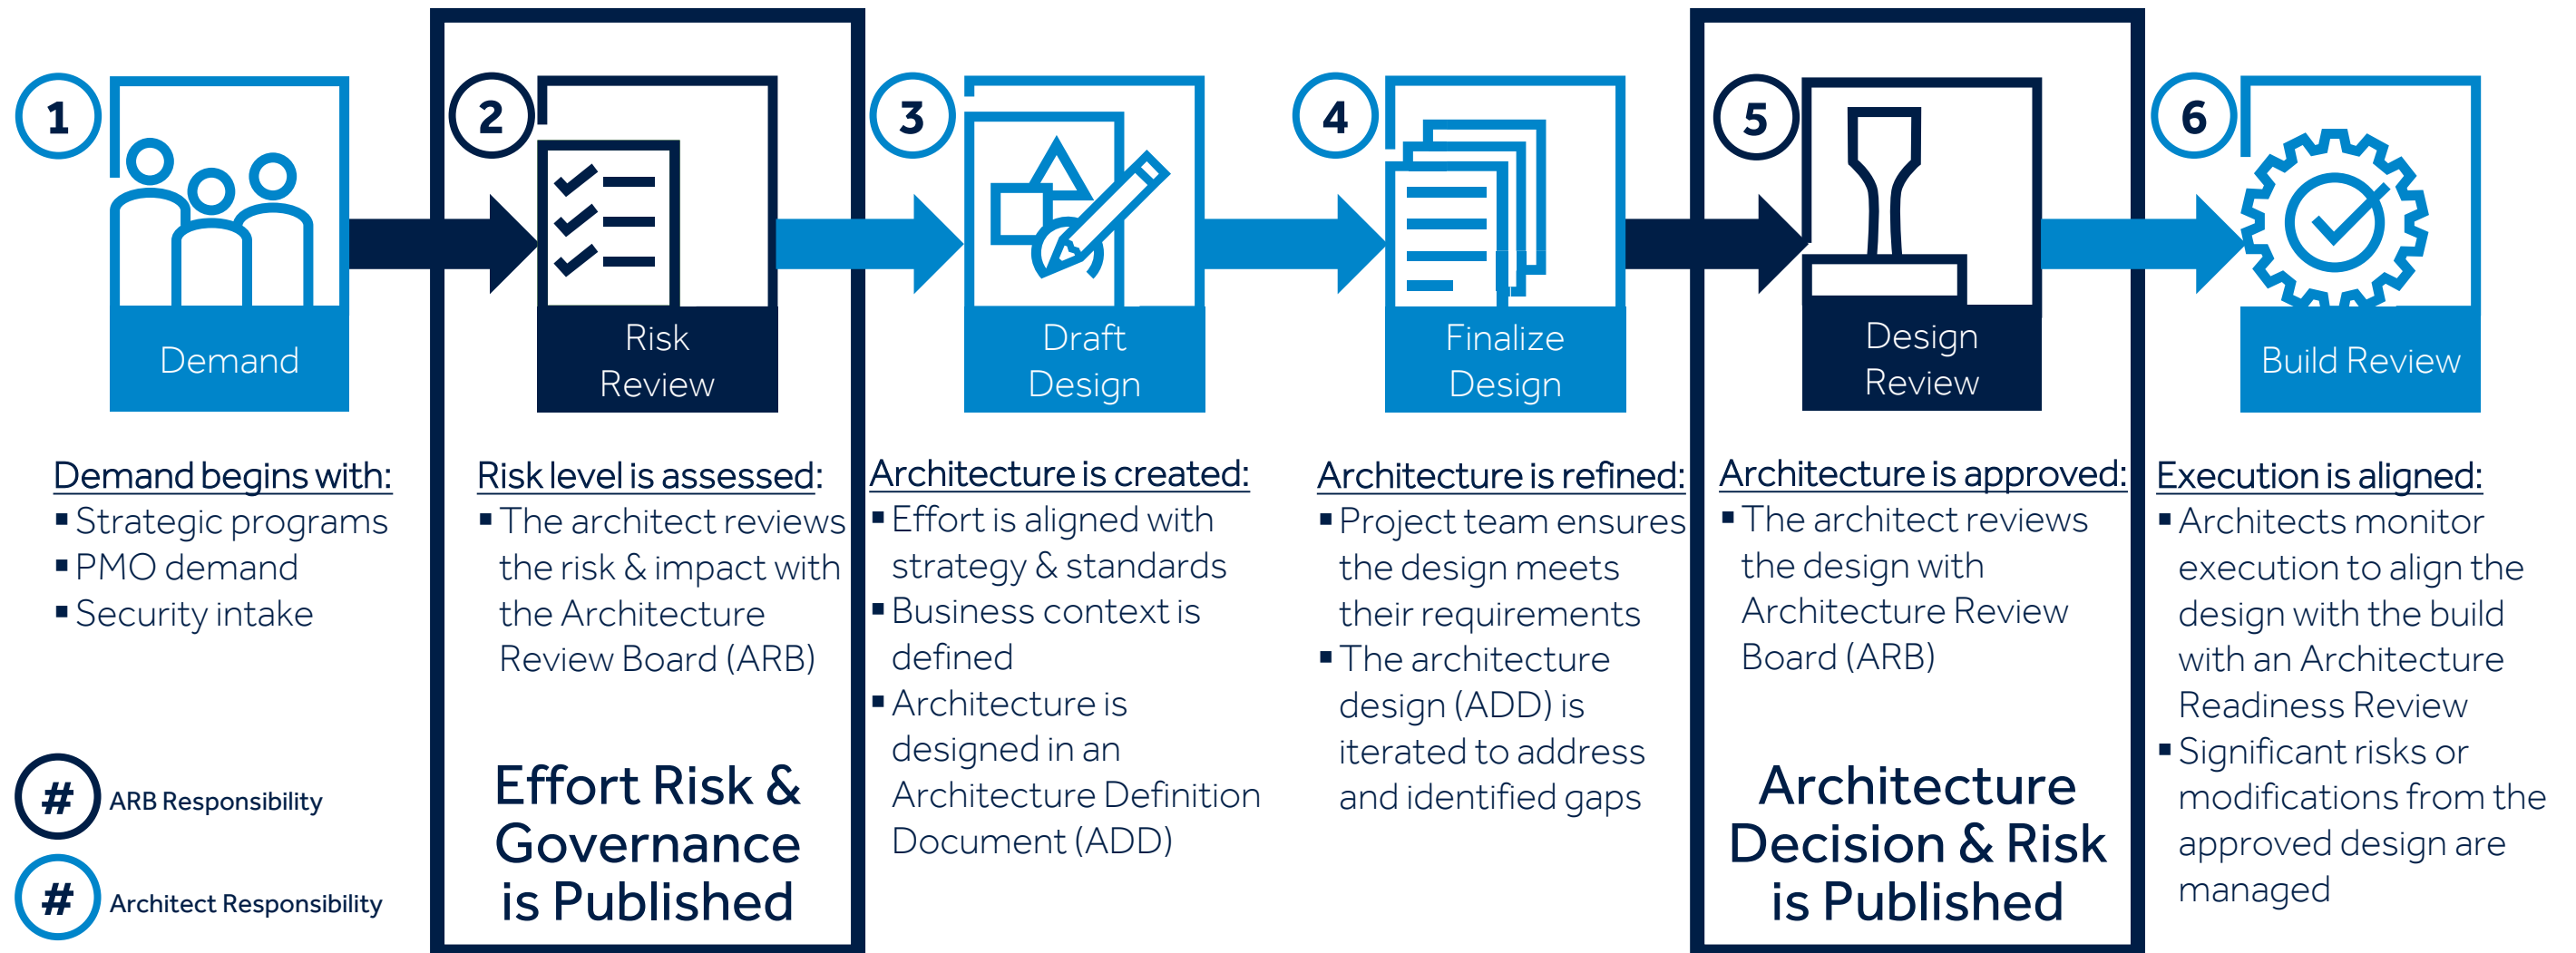 1
Demand
Demand begins with:
▪ Strategic programs
▪ PMO demand
▪ Security intake
2
Risk
Review
Risk level is assessed:
▪ The architect reviews
the risk & impact with
the Architecture
Review Board (ARB)
Effort Risk &
Governance
is Published
3
Draft
Design
Architecture is created:
▪ Effort is aligned with
strategy & standards
▪ Business context is
defined
▪ Architecture is
designed in an
Architecture Definition
Document (ADD)
4
Finalize
Design
Architecture is refined:
▪ Project team ensures
the design meets
their requirements
▪ The architecture
design (ADD) is
iterated to address
and identified gaps
5
Design
Review
Architecture is approved:
▪ The architect reviews
the design with
Architecture Review
Board (ARB)
Architecture
Decision & Risk
is Published
6
Build Review
Execution is aligned:
▪ Architects monitor
execution to align the
design with the build
with an Architecture
Readiness Review
▪ Significant risks or
modifications from the
approved design are
managed
# ARB Responsibility
# Architect Responsibility